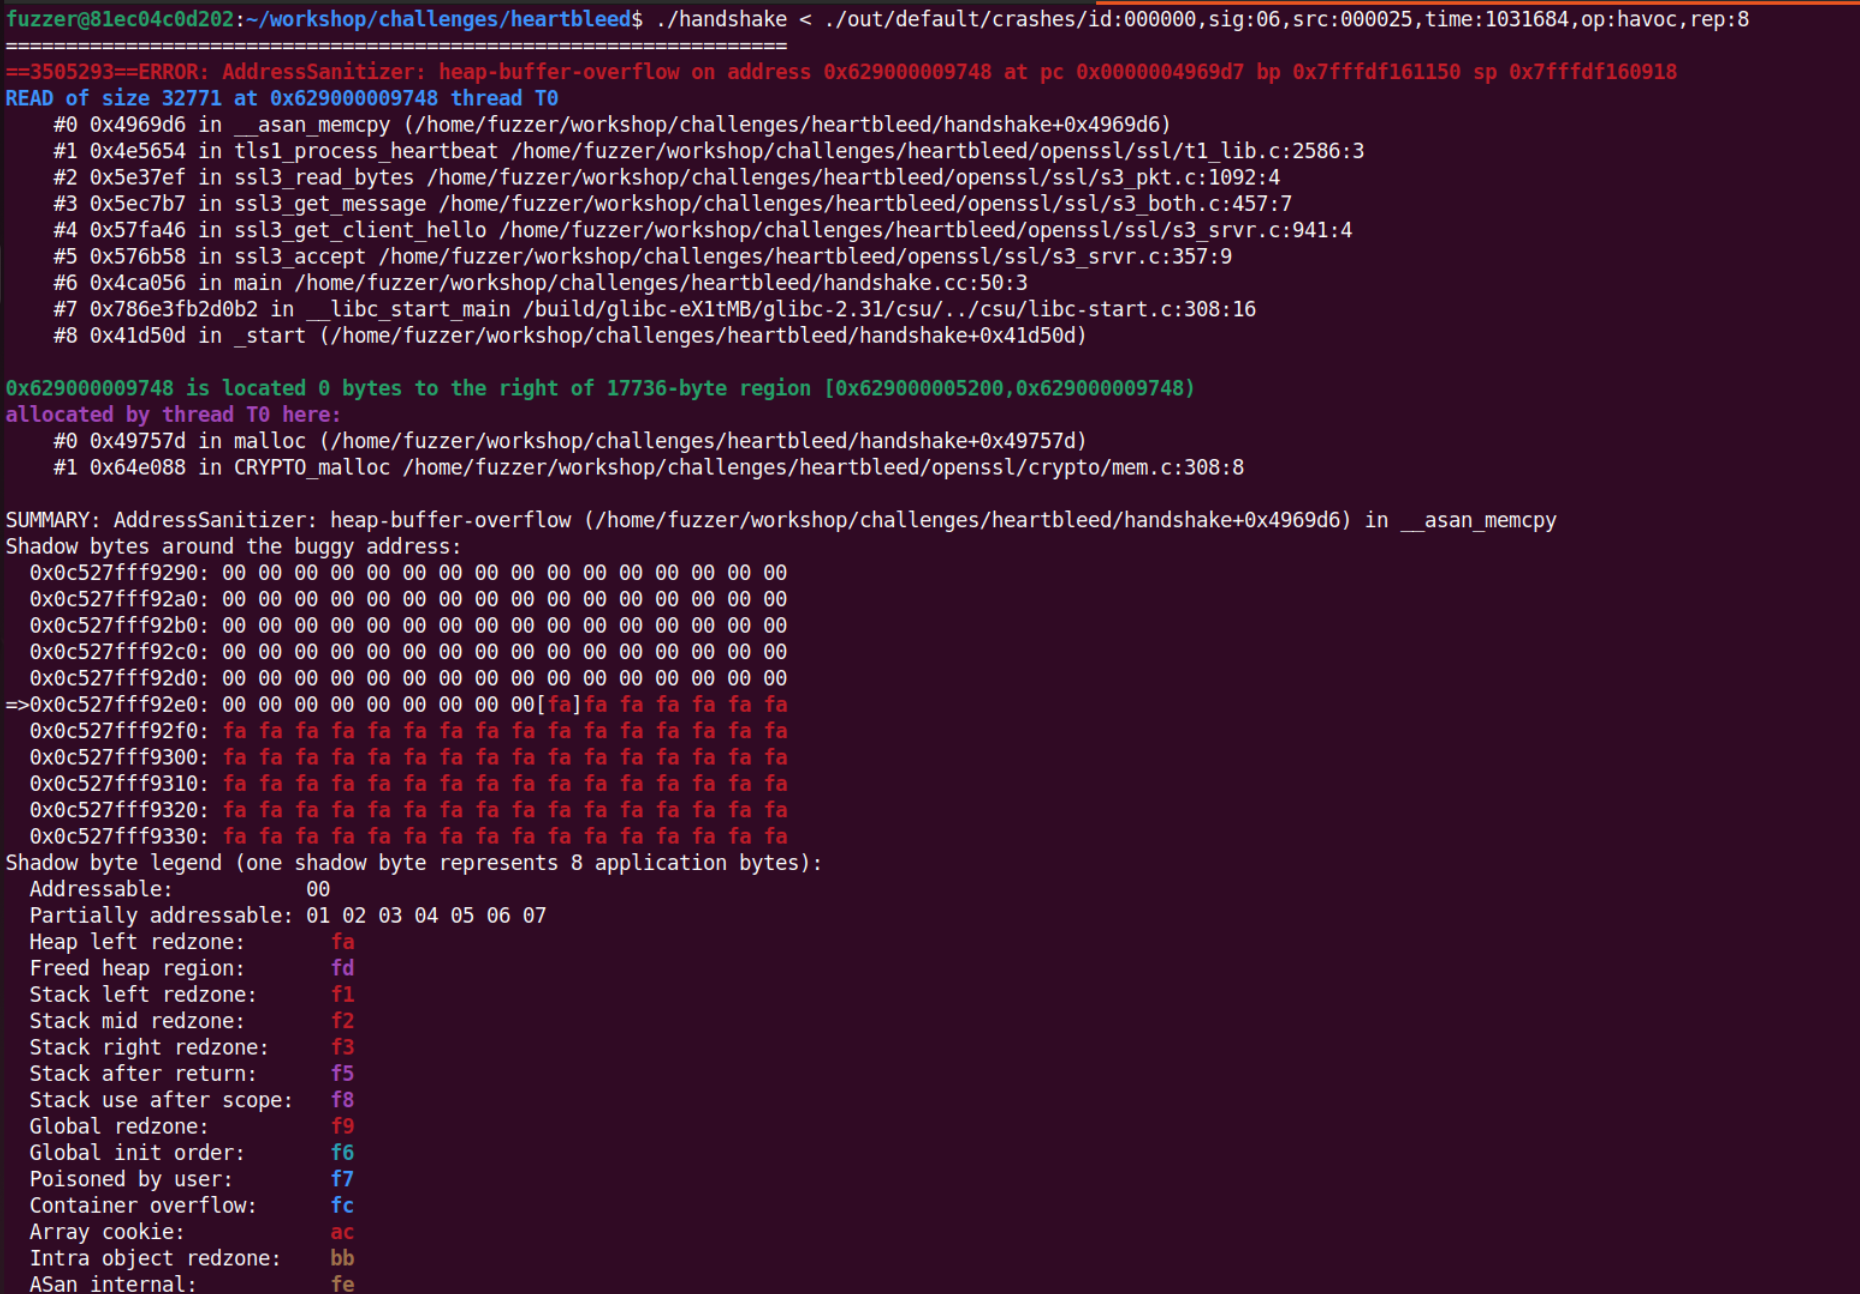 fuzzer@81ec04c0d202:~/workshop/challenges/heartbleed$ ./handshake < ./out/default/crashes/id:000000,sig:06,src:000025,time:1031684,op:havoc,rep:8
=================================================================
==3505293==ERROR: AddressSanitizer: heap-buffer-overflow on address 0x629000009748 at pc 0x0000004969d7 bp 0x7fffdf161150 sp 0x7fffdf160918
READ of size 32771 at 0x629000009748 thread T0
    #0 0x4969d6 in __asan_memcpy (/home/fuzzer/workshop/challenges/heartbleed/handshake+0x4969d6)
    #1 0x4e5654 in tls1_process_heartbeat /home/fuzzer/workshop/challenges/heartbleed/openssl/ssl/t1_lib.c:2586:3
    #2 0x5e37ef in ssl3_read_bytes /home/fuzzer/workshop/challenges/heartbleed/openssl/ssl/s3_pkt.c:1092:4
    #3 0x5ec7b7 in ssl3_get_message /home/fuzzer/workshop/challenges/heartbleed/openssl/ssl/s3_both.c:457:7
    #4 0x57fa46 in ssl3_get_client_hello /home/fuzzer/workshop/challenges/heartbleed/openssl/ssl/s3_srvr.c:941:4
    #5 0x576b58 in ssl3_accept /home/fuzzer/workshop/challenges/heartbleed/openssl/ssl/s3_srvr.c:357:9
    #6 0x4ca056 in main /home/fuzzer/workshop/challenges/heartbleed/handshake.cc:50:3
    #7 0x786e3fb2d0b2 in __libc_start_main /build/glibc-eX1tMB/glibc-2.31/csu/../csu/libc-start.c:308:16
    #8 0x41d50d in _start (/home/fuzzer/workshop/challenges/heartbleed/handshake+0x41d50d)

0x629000009748 is located 0 bytes to the right of 17736-byte region [0x629000005200,0x629000009748)
allocated by thread T0 here:
    #0 0x49757d in malloc (/home/fuzzer/workshop/challenges/heartbleed/handshake+0x49757d)
    #1 0x64e088 in CRYPTO_malloc /home/fuzzer/workshop/challenges/heartbleed/openssl/crypto/mem.c:308:8

SUMMARY: AddressSanitizer: heap-buffer-overflow (/home/fuzzer/workshop/challenges/heartbleed/handshake+0x4969d6) in __asan_memcpy
Shadow bytes around the buggy address:
  0x0c527fff9290: 00 00 00 00 00 00 00 00 00 00 00 00 00 00 00 00
  0x0c527fff92a0: 00 00 00 00 00 00 00 00 00 00 00 00 00 00 00 00
  0x0c527fff92b0: 00 00 00 00 00 00 00 00 00 00 00 00 00 00 00 00
  0x0c527fff92c0: 00 00 00 00 00 00 00 00 00 00 00 00 00 00 00 00
  0x0c527fff92d0: 00 00 00 00 00 00 00 00 00 00 00 00 00 00 00 00
=>0x0c527fff92e0: 00 00 00 00 00 00 00 00 00[fa]fa fa fa fa fa fa
  0x0c527fff92f0: fa fa fa fa fa fa fa fa fa fa fa fa fa fa fa fa
  0x0c527fff9300: fa fa fa fa fa fa fa fa fa fa fa fa fa fa fa fa
  0x0c527fff9310: fa fa fa fa fa fa fa fa fa fa fa fa fa fa fa fa
  0x0c527fff9320: fa fa fa fa fa fa fa fa fa fa fa fa fa fa fa fa
  0x0c527fff9330: fa fa fa fa fa fa fa fa fa fa fa fa fa fa fa fa
Shadow byte legend (one shadow byte represents 8 application bytes):
  Addressable:           00
  Partially addressable: 01 02 03 04 05 06 07
  Heap left redzone:       fa
  Freed heap region:       fd
  Stack left redzone:      f1
  Stack mid redzone:       f2
  Stack right redzone:     f3
  Stack after return:      f5
  Stack use after scope:   f8
  Global redzone:          f9
  Global init order:       f6
  Poisoned by user:        f7
  Container overflow:      fc
  Array cookie:            ac
  Intra object redzone:    bb
  ASan internal:           fe